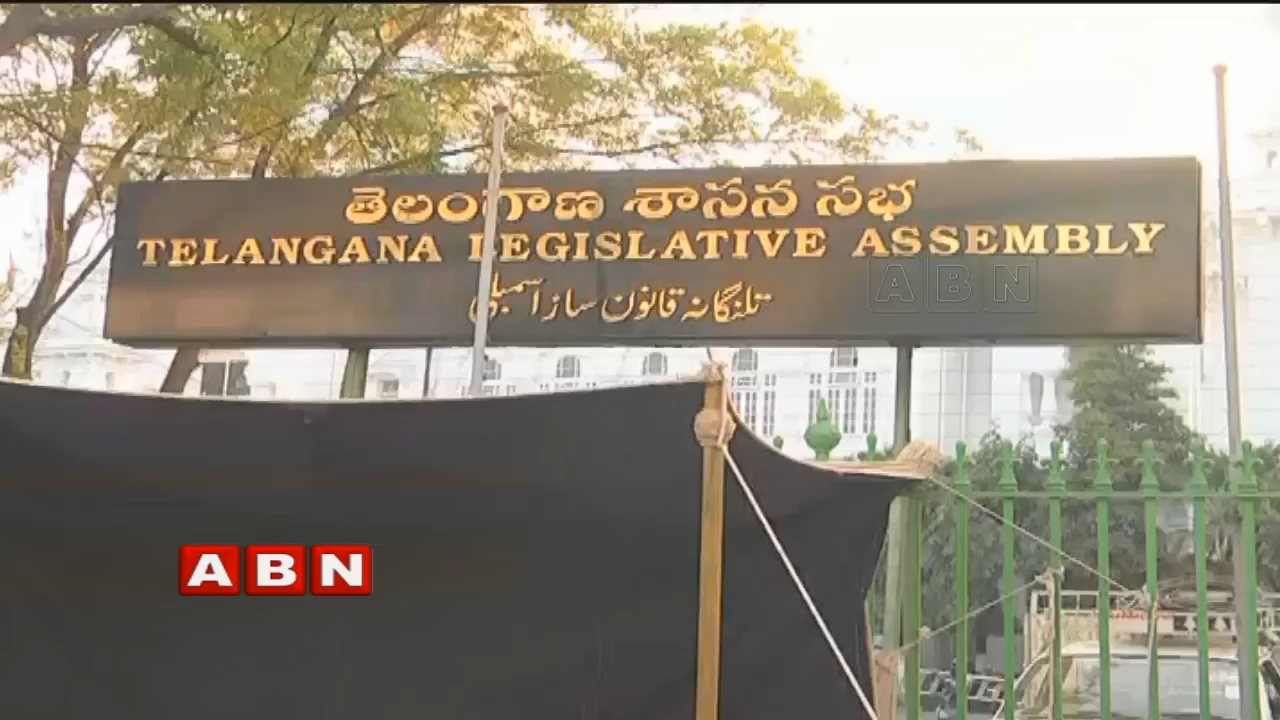 తెలంగాణ శాసన సభ
TELANGANA LEGISLATIVE ASSEMBLY
تلنگانہ قانون ساز اسمبلی
ABN
ABN